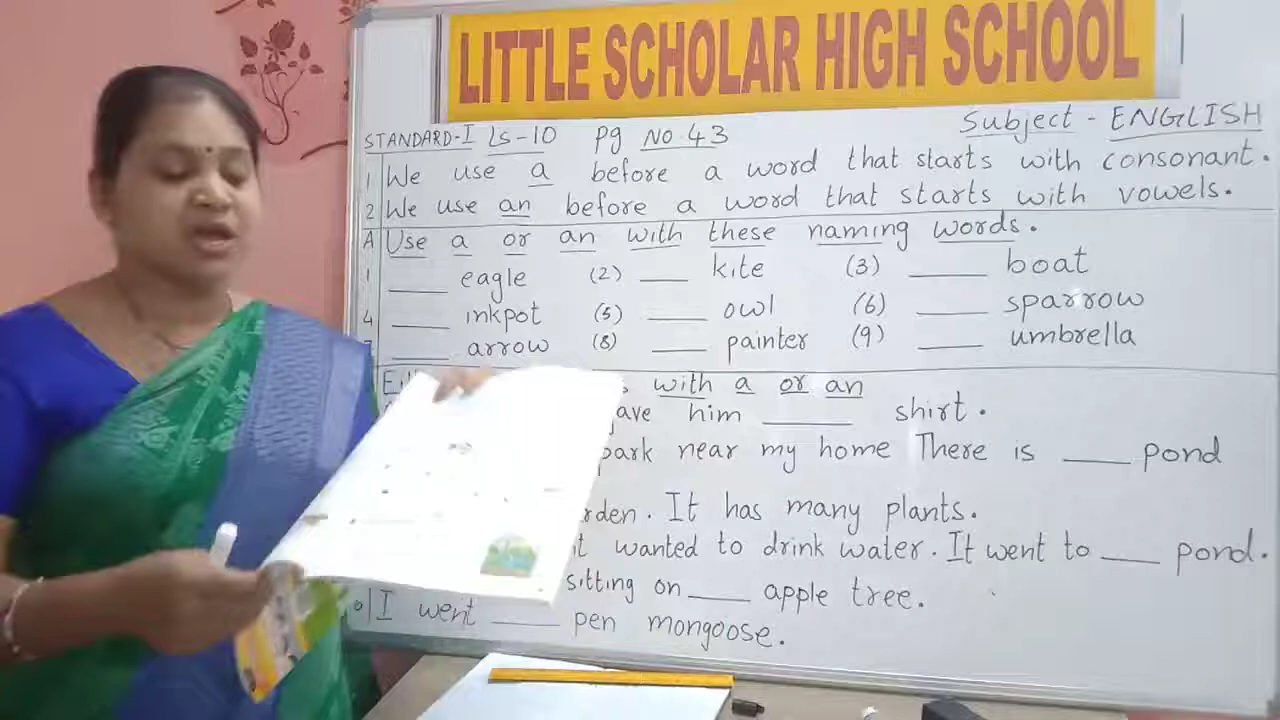 LITTLE SCHOLAR HIGH SCHOOL
STANDARD-I LS-10 Pg NO.43 Subject - ENGLISH
1 We use a before a word that starts with consonant.
2 We use an before a word that starts with vowels.
A Use a or an with these naming words.
1 ____ eagle (2) ____ kite (3) ____ boat
4 ____ inkpot (5) ____ owl (6) ____ sparrow
____ arrow (8) ____ painter (9) ____ umbrella
with a or an
him ____ shirt.
park near my home There is ____ pond
It has many plants.
wanted to drink water. It went to ____ pond.
sitting on ____ apple tree.
I went ____ pen mongoose.